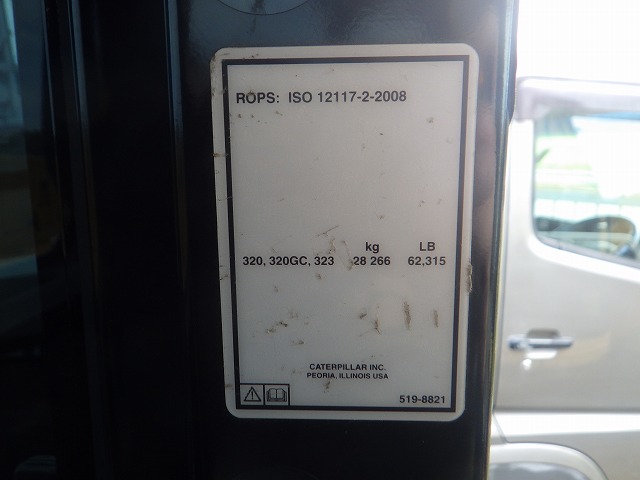 ROPS: ISO 12117-2-2008
kg LB
320, 320GC, 323 28 266 62,315
CATERPILLAR INC.
PEORIA, ILLINOIS USA
519-8821